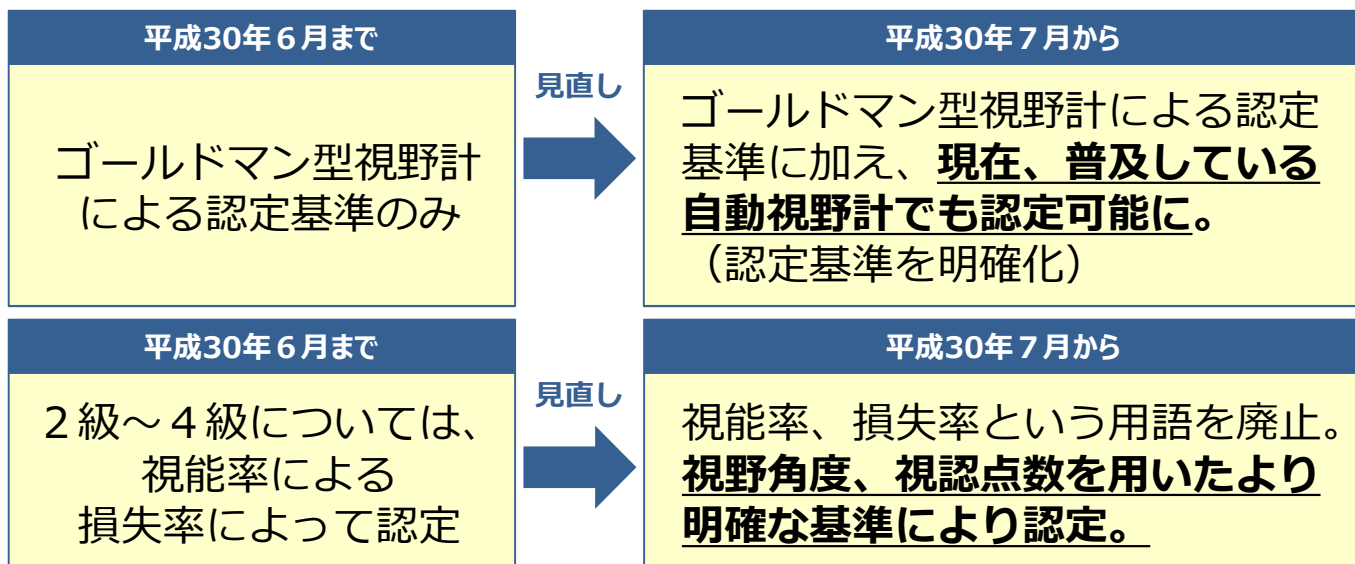 平成30年６月まで
ゴールドマン型視野計
による認定基準のみ
見直し
平成30年７月から
ゴールドマン型視野計による認定
基準に加え、現在、普及している
自動視野計でも認定可能に。
（認定基準を明確化）
平成30年６月まで
２級～４級については、
視能率による
損失率によって認定
見直し
平成30年７月から
視能率、損失率という用語を廃止。
視野角度、視認点数を用いたより
明確な基準により認定。